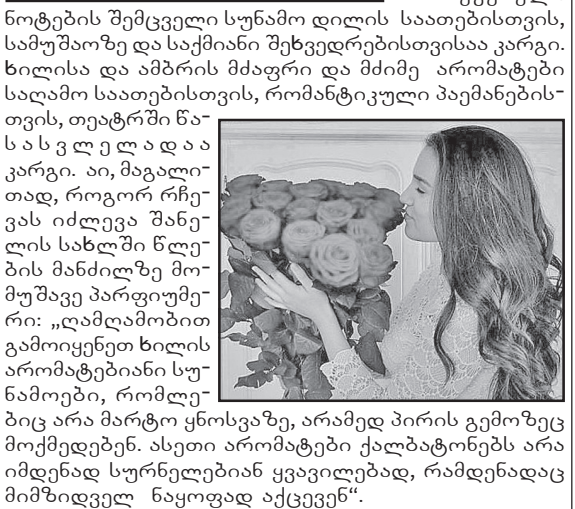 ნოტების შემცველი სუნამო დილის საათებისთვის,
სამუშაოზე და საქმიანი შეხვედრებისთვისაა კარგი.
ხილისა და ამბრის მძაფრი და მძიმე არომატები
საღამო საათებისთვის, რომანტიკული პაემანების-
თვის, თეატრში წა-
სასვლელადაა
კარგი. აი, მაგალი-
თად, როგორ რჩე-
ვას იძლევა შანე-
ლის სახლში წლე-
ბის მანძილზე მო-
მუშავე პარფიუმე-
რი: „ღამღამობით
გამოიყენეთ ხილის
არომატებიანი სუ-
ნამოები, რომლე-
ბიც არა მარტო ყნოსვაზე, არამედ პირის გემოზეც
მოქმედებენ. ასეთი არომატები ქალბატონებს არა
იმდენად სურნელებიან ყვავილებად, რამდენადაც
მიმზიდველ ნაყოფად აქცევენ“.